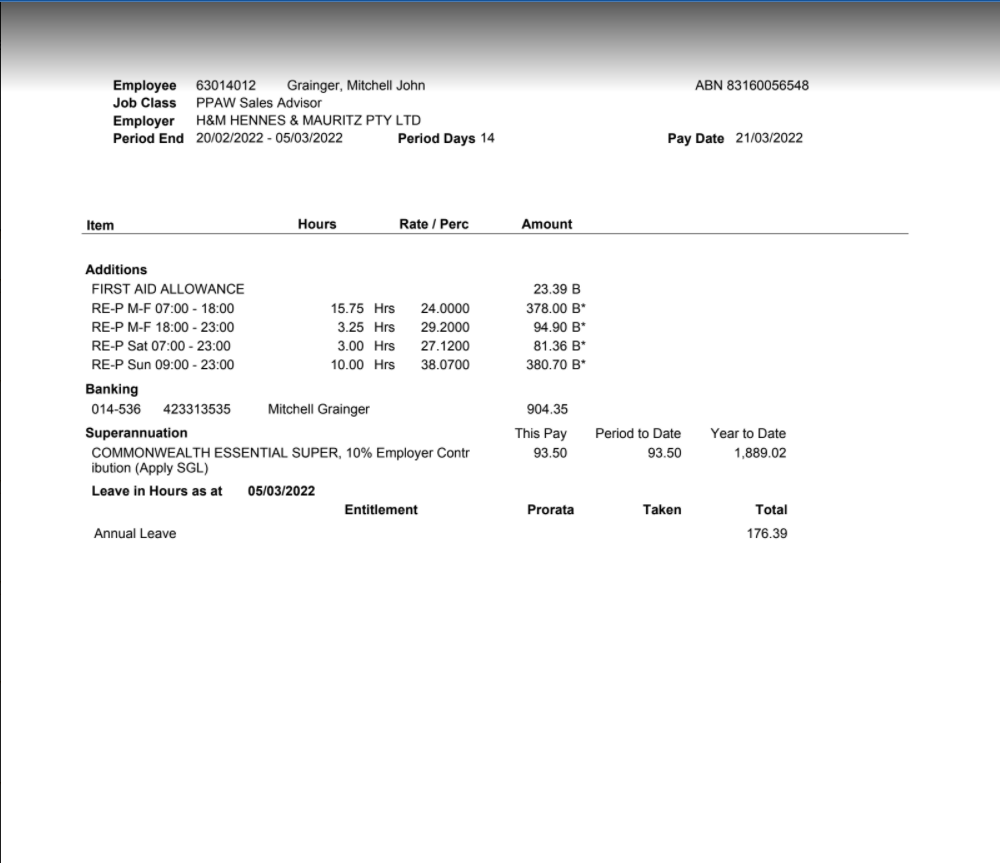 Employee 63014012 Grainger, Mitchell John ABN 83160056548
Job Class PPAW Sales Advisor
Employer H&M HENNES & MAURITZ PTY LTD
Period End 20/02/2022 - 05/03/2022 Period Days 14 Pay Date 21/03/2022
Item Hours Rate / Perc Amount
Additions
FIRST AID ALLOWANCE 23.39 B
RE-P M-F 07:00 - 18:00 15.75 Hrs 24.0000 378.00 B*
RE-P M-F 18:00 - 23:00 3.25 Hrs 29.2000 94.90 B*
RE-P Sat 07:00 - 23:00 3.00 Hrs 27.1200 81.36 B*
RE-P Sun 09:00 - 23:00 10.00 Hrs 38.0700 380.70 B*
Banking
014-536 423313535 Mitchell Grainger 904.35
Superannuation This Pay Period to Date Year to Date
COMMONWEALTH ESSENTIAL SUPER, 10% Employer Contr 93.50 93.50 1,889.02
ibution (Apply SGL)
Leave in Hours as at 05/03/2022
Entitlement Prorata Taken Total
Annual Leave 176.39